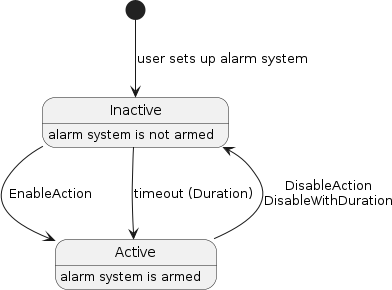 user sets up alarm system
Inactive
alarm system is not armed
EnableAction
timeout (Duration)
DisableAction
DisableWithDuration
Active
alarm system is armed